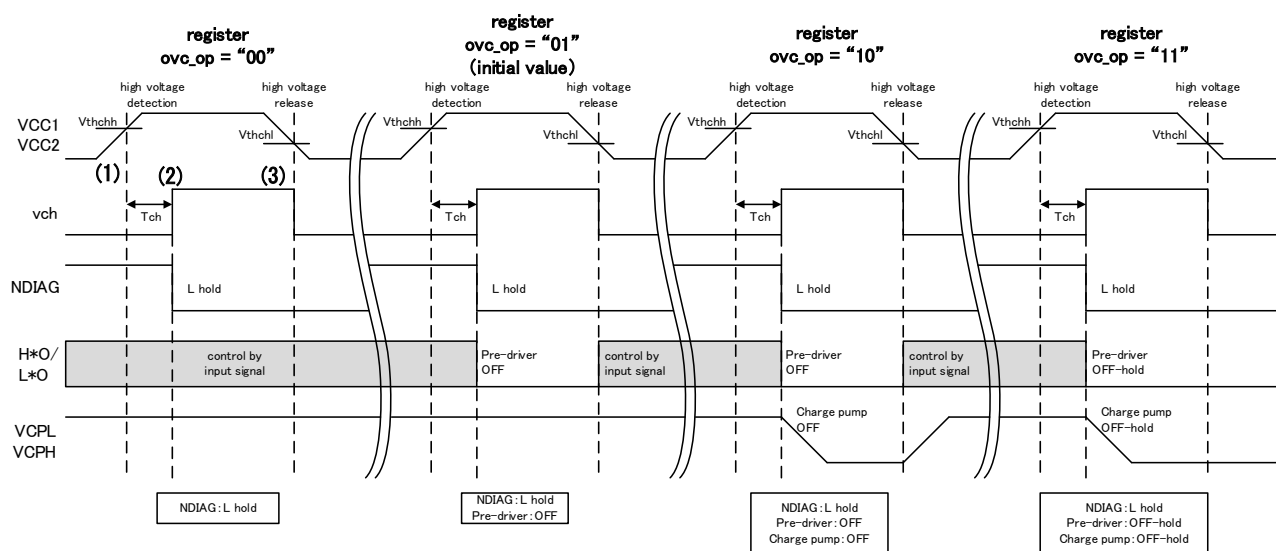 register
ovc_op = “00”
register
ovc_op = “01”
(initial value)
register
ovc_op = “10”
register
ovc_op = “11”
high voltage
detection
high voltage
release
high voltage
detection
high voltage
release
high voltage
detection
high voltage
release
high voltage
detection
high voltage
release
VCC1
VCC2
Vthchh
Vthchl
Vthchh
Vthchl
Vthchh
Vthchl
Vthchh
Vthchl
(1)
(2)
(3)
vch
Tch
Tch
Tch
Tch
NDIAG
L hold
L hold
L hold
L hold
H*O/
L*O
control by
input signal
Pre-driver
OFF
control by
input signal
Pre-driver
OFF
control by
input signal
Pre-driver
OFF-hold
VCPL
VCPH
Charge pump
OFF
Charge pump
OFF-hold
NDIAG:L hold
NDIAG:L hold
Pre-driver:OFF
NDIAG:L hold
Pre-driver:OFF
Charge pump:OFF
NDIAG:L hold
Pre-driver:OFF-hold
Charge pump:OFF-hold